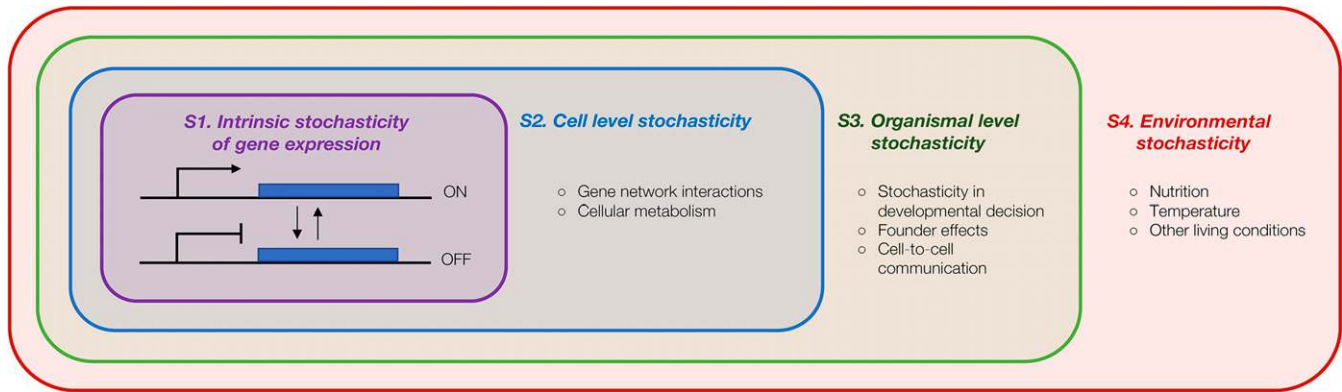 S1. Intrinsic stochasticity
of gene expression
ON
OFF
S2. Cell level stochasticity
○ Gene network interactions
○ Cellular metabolism
S3. Organismal level
stochasticity
○ Stochasticity in
developmental decision
○ Founder effects
○ Cell-to-cell
communication
S4. Environmental
stochasticity
○ Nutrition
○ Temperature
○ Other living conditions